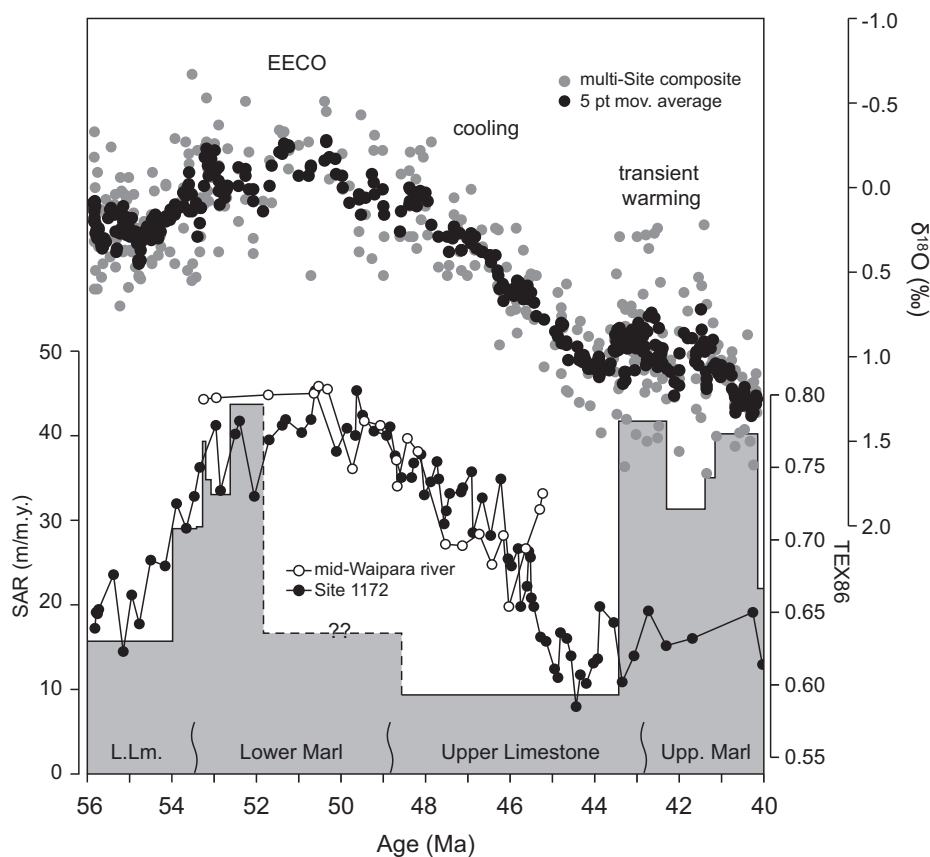 -1.0
EECO
multi-Site composite
5 pt mov. average
-0.5
cooling
transient
warming
0.0
δ¹⁸O (‰)
0.5
50
1.0
0.80
40
1.5
0.75
30
2.0
SAR (m/m.y.)
0.70
TEX86
mid-Waipara river
Site 1172
20
0.65
??
10
0.60
L.Lm.
Lower Marl
Upper Limestone
Upp. Marl
0.55
0
56
54
52
50
48
46
44
42
40
Age (Ma)